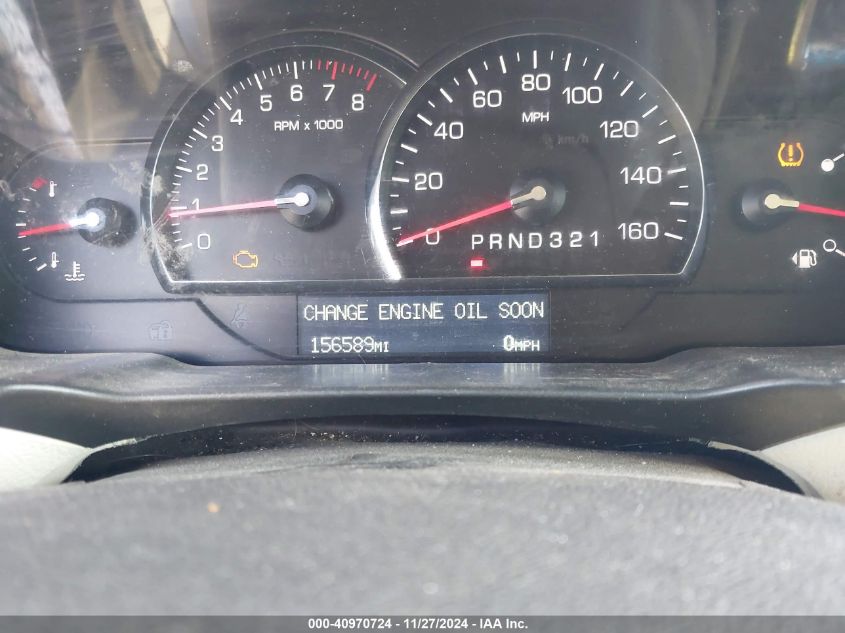 1 2 3 4 5 6 7 8
0
RPM x 1000
0 20 40 60 80 100 120 140 160
MPH
km/h
PRND321
CHANGE ENGINE OIL SOON
156589MI 0MPH
000-40970724 - 11/27/2024 - IAA Inc.